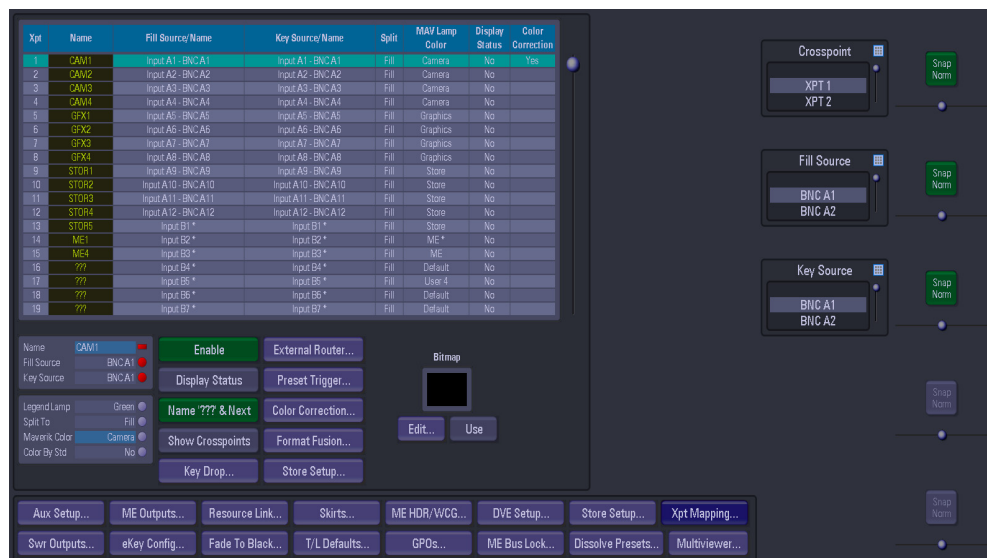 Xpt Name Fill Source/Name Key Source/Name Split MAV Lamp Color Display Status Color Correction
1 CAM1 Input A1 - BNC A1 Input A1 - BNC A1 Fill Camera No Yes
2 CAM2 Input A2 - BNC A2 Input A2 - BNC A2 Fill Camera No
3 CAM3 Input A3 - BNC A3 Input A3 - BNC A3 Fill Camera No
4 CAM4 Input A4 - BNC A4 Input A4 - BNC A4 Fill Camera No
5 GFX1 Input A5 - BNC A5 Input A5 - BNC A5 Fill Graphics No
6 GFX2 Input A6 - BNC A6 Input A6 - BNC A6 Fill Graphics No
7 GFX3 Input A7 - BNC A7 Input A7 - BNC A7 Fill Graphics No
8 GFX4 Input A8 - BNC A8 Input A8 - BNC A8 Fill Graphics No
9 STOR1 Input A9 - BNC A9 Input A9 - BNC A9 Fill Store No
10 STOR2 Input A10 - BNC A10 Input A10 - BNC A10 Fill Store No
11 STOR3 Input A11 - BNC A11 Input A11 - BNC A11 Fill Store No
12 STOR4 Input A12 - BNC A12 Input A12 - BNC A12 Fill Store No
13 STOR5 Input B1 * Input B1 * Fill Store No
14 ME1 Input B2 * Input B2 * Fill ME * No
15 ME4 Input B3 * Input B3 * Fill ME No
16 ??? Input B4 * Input B4 * Fill Default No
17 ??? Input B5 * Input B5 * Fill User 4 No
18 ??? Input B6 * Input B6 * Fill Default No
19 ??? Input B7 * Input B7 * Fill Default No
Name CAM1
Fill Source BNC A1
Key Source BNC A1
Legend Lamp Green
Split To Fill
Maverik Color Camera
Color By Std No
Enable External Router...
Display Status Preset Trigger...
Name '???' & Next Color Correction...
Show Crosspoints Format Fusion...
Key Drop... Store Setup...
Bitmap
Edit... Use
Crosspoint
XPT 1
XPT 2
Snap Norm
Fill Source
BNC A1
BNC A2
Snap Norm
Key Source
BNC A1
BNC A2
Snap Norm
Snap Norm
Snap Norm
Aux Setup... ME Outputs... Resource Link... Skirts... ME HDR/WCG... DVE Setup... Store Setup... Xpt Mapping...
Swr Outputs... eKey Config... Fade To Black... T/L Defaults... GPOs... ME Bus Lock... Dissolve Presets... Multiviewer...